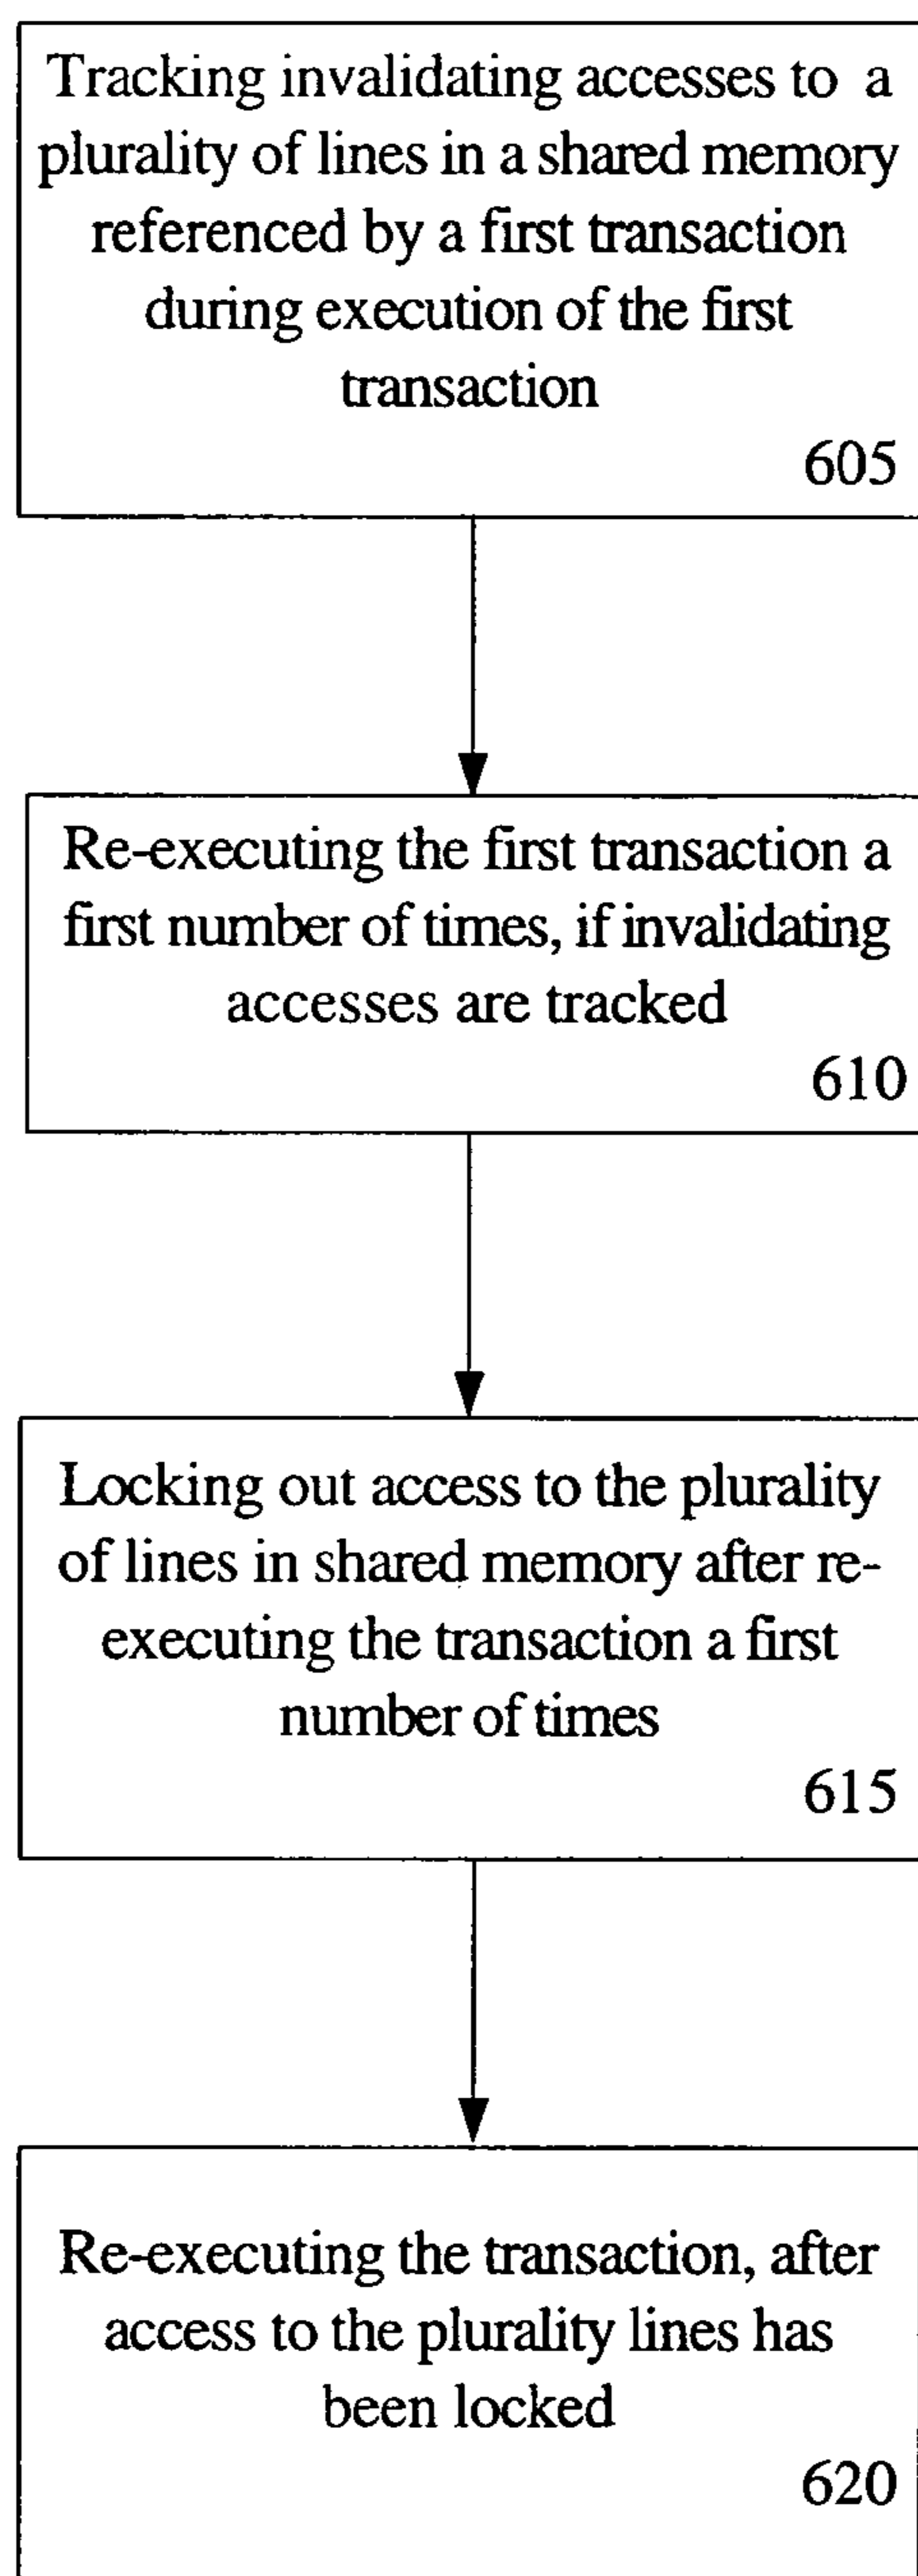 Tracking invalidating accesses to a
plurality of lines in a shared memory
referenced by a first transaction
during execution of the first
transaction
605
Re-executing the first transaction a
first number of times, if invalidating
accesses are tracked
610
Locking out access to the plurality
of lines in shared memory after re-
executing the transaction a first
number of times
615
Re-executing the transaction, after
access to the plurality lines has
been locked
620